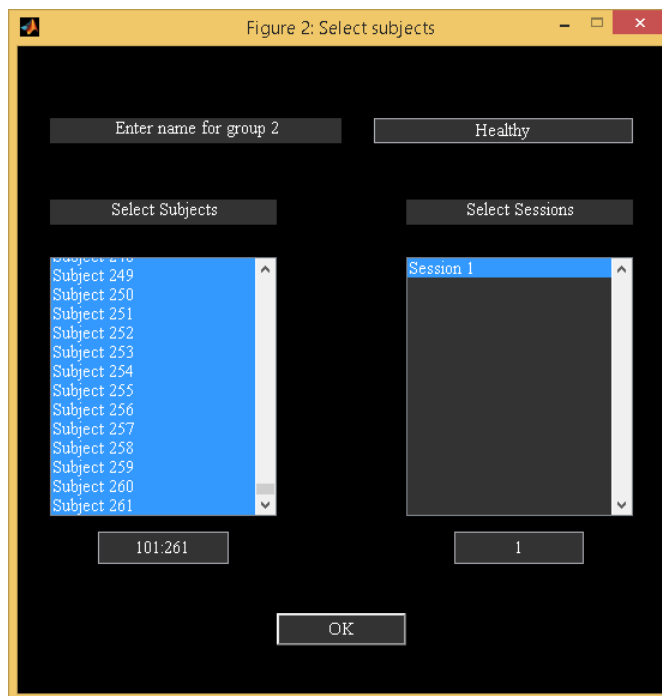 Figure 2: Select subjects
Enter name for group 2
Healthy
Select Subjects
Select Sessions
Subject 249
Subject 250
Subject 251
Subject 252
Subject 253
Subject 254
Subject 255
Subject 256
Subject 257
Subject 258
Subject 259
Subject 260
Subject 261
Session 1
101:261
1
OK